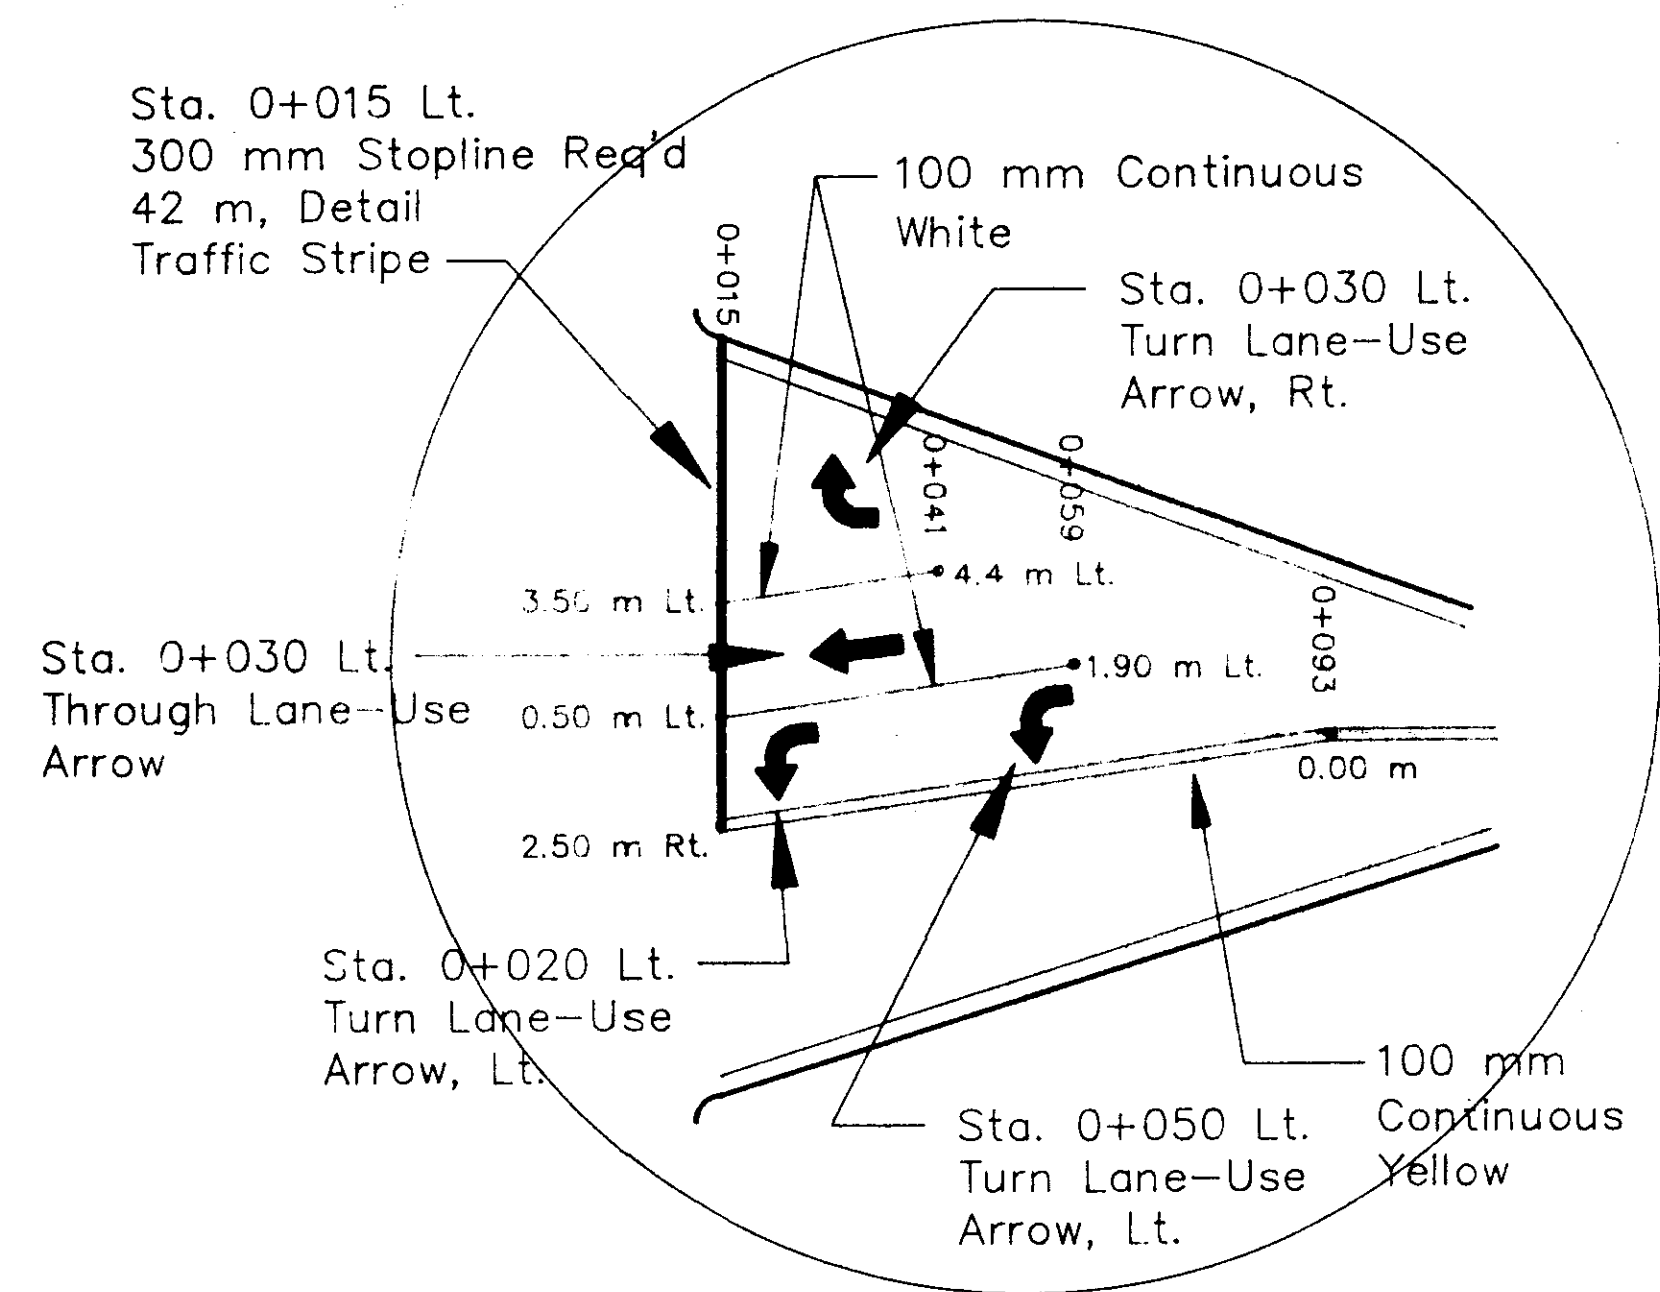 Sta. 0+015 Lt.
300 mm Stopline Req'd
42 m, Detail
Traffic Stripe
0+015
100 mm Continuous
White
Sta. 0+030 Lt.
Turn Lane-Use
Arrow, Rt.
0+041
0+059
0+093
3.50 m Lt.
4.4 m Lt.
Sta. 0+030 Lt.
Through Lane-Use
Arrow
0.50 m Lt.
1.90 m Lt.
0.00 m
2.50 m Rt.
Sta. 0+020 Lt.
Turn Lane-Use
Arrow, Lt.
Sta. 0+050 Lt.
Turn Lane-Use
Arrow, Lt.
100 mm
Continuous
Yellow